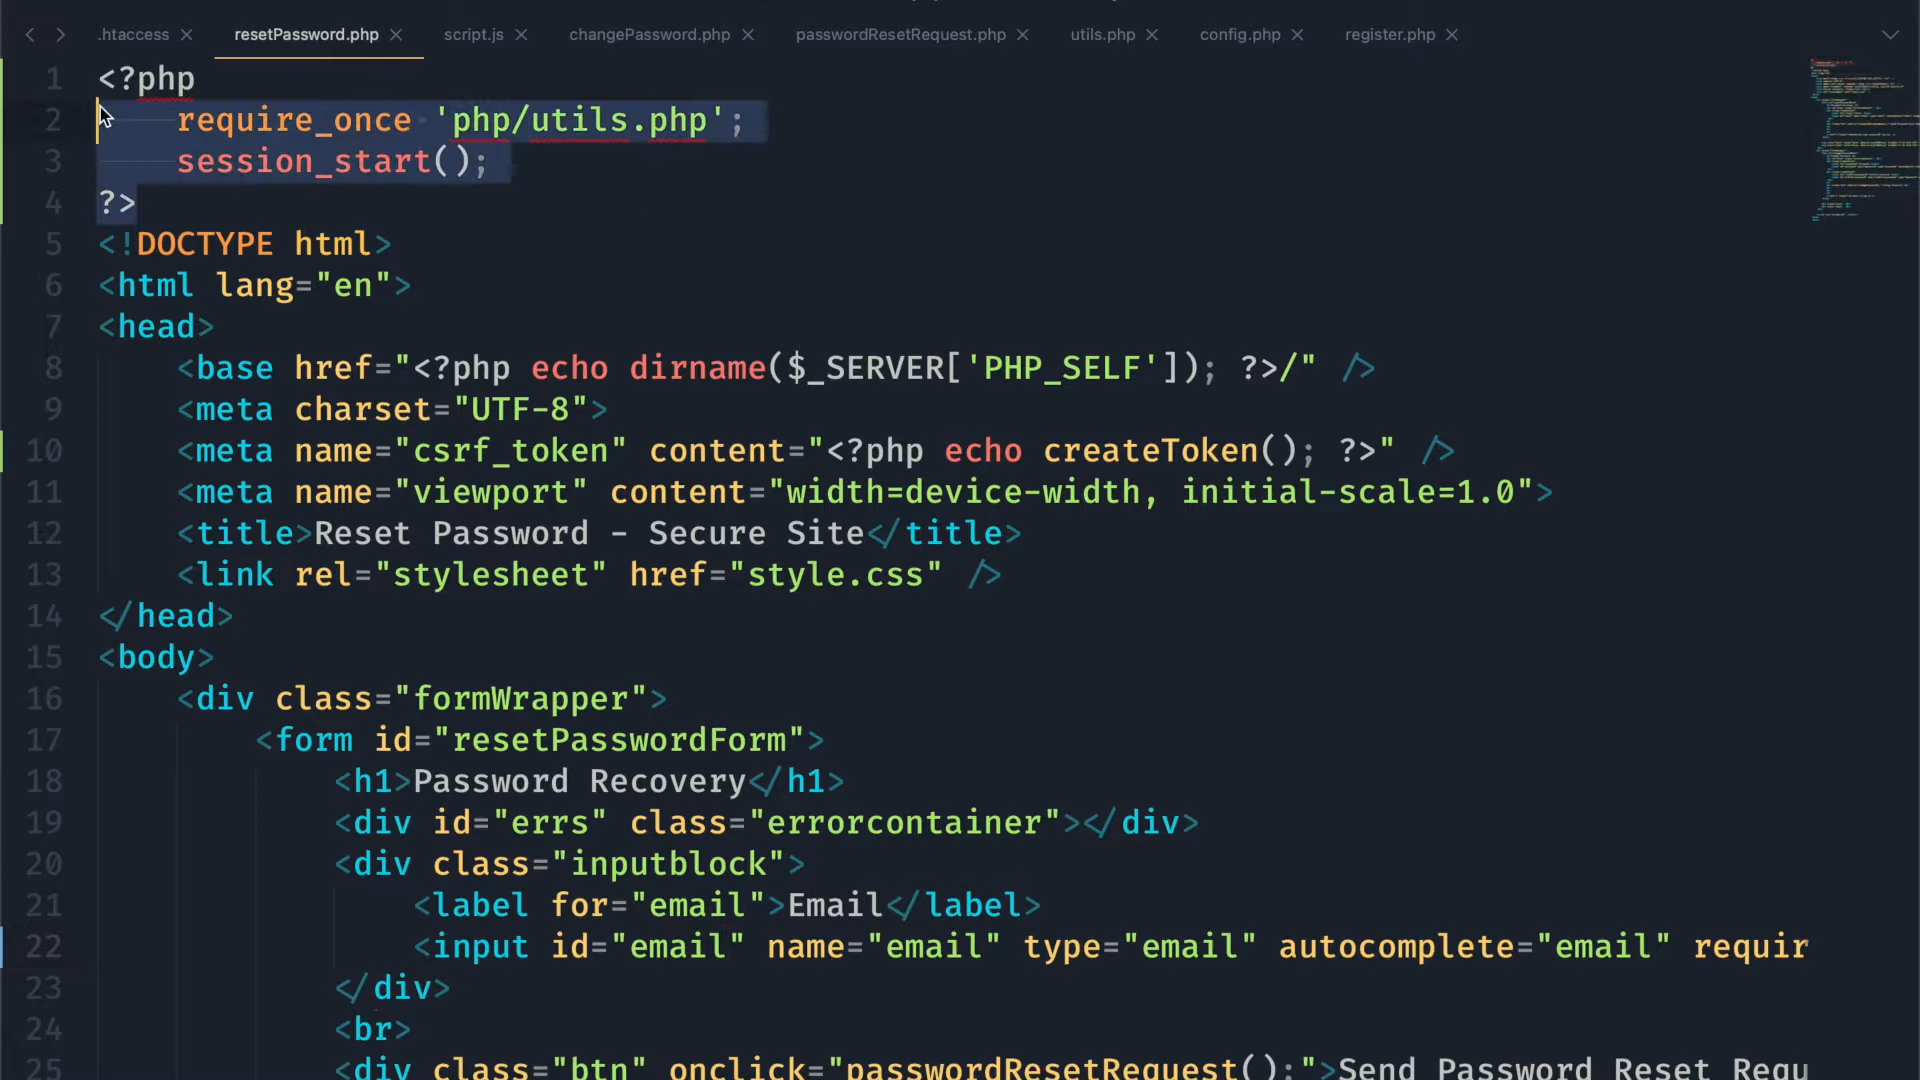 .htaccess resetPassword.php script.js changePassword.php passwordResetRequest.php utils.php config.php register.php
1 <?php
2 require_once 'php/utils.php';
3 session_start();
4 ?>
5 <!DOCTYPE html>
6 <html lang="en">
7 <head>
8 <base href="<?php echo dirname($_SERVER['PHP_SELF']); ?>/" />
9 <meta charset="UTF-8">
10 <meta name="csrf_token" content="<?php echo createToken(); ?>" />
11 <meta name="viewport" content="width=device-width, initial-scale=1.0">
12 <title>Reset Password - Secure Site</title>
13 <link rel="stylesheet" href="style.css" />
14 </head>
15 <body>
16 <div class="formWrapper">
17 <form id="resetPasswordForm">
18 <h1>Password Recovery</h1>
19 <div id="errs" class="errorcontainer"></div>
20 <div class="inputblock">
21 <label for="email">Email</label>
22 <input id="email" name="email" type="email" autocomplete="email" requir
23 </div>
24 <br>
25 <div class="btn" onclick="passwordResetRequest();">Send Password Reset Requ